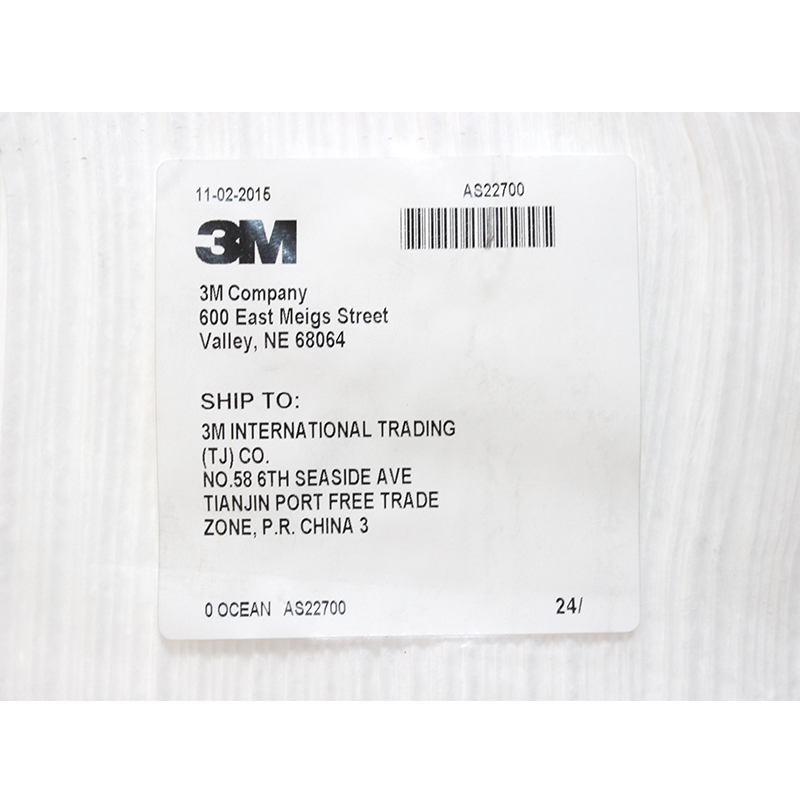 11-02-2015 AS22700
3M
3M Company
600 East Meigs Street
Valley, NE 68064
SHIP TO:
3M INTERNATIONAL TRADING
(TJ) CO.
NO.58 6TH SEASIDE AVE
TIANJIN PORT FREE TRADE
ZONE, P.R. CHINA 3
0 OCEAN AS22700 24/